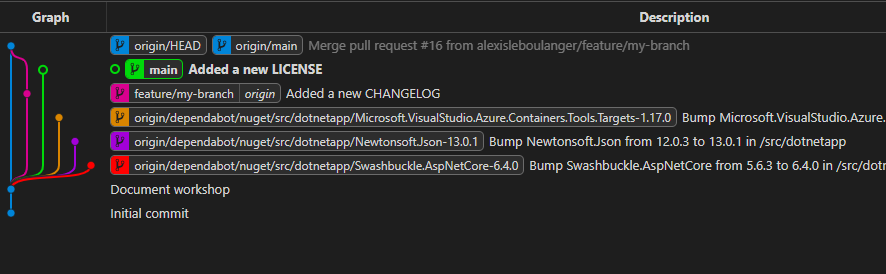 Graph Description
origin/HEAD origin/main Merge pull request #16 from alexisleboulanger/feature/my-branch
main Added a new LICENSE
feature/my-branch origin Added a new CHANGELOG
origin/dependabot/nuget/src/dotnetapp/Microsoft.VisualStudio.Azure.Containers.Tools.Targets-1.17.0 Bump Microsoft.VisualStudio.Azure.
origin/dependabot/nuget/src/dotnetapp/Newtonsoft.Json-13.0.1 Bump Newtonsoft.Json from 12.0.3 to 13.0.1 in /src/dotnetapp
origin/dependabot/nuget/src/dotnetapp/Swashbuckle.AspNetCore-6.4.0 Bump Swashbuckle.AspNetCore from 5.6.3 to 6.4.0 in /src/dotn
Document workshop
Initial commit